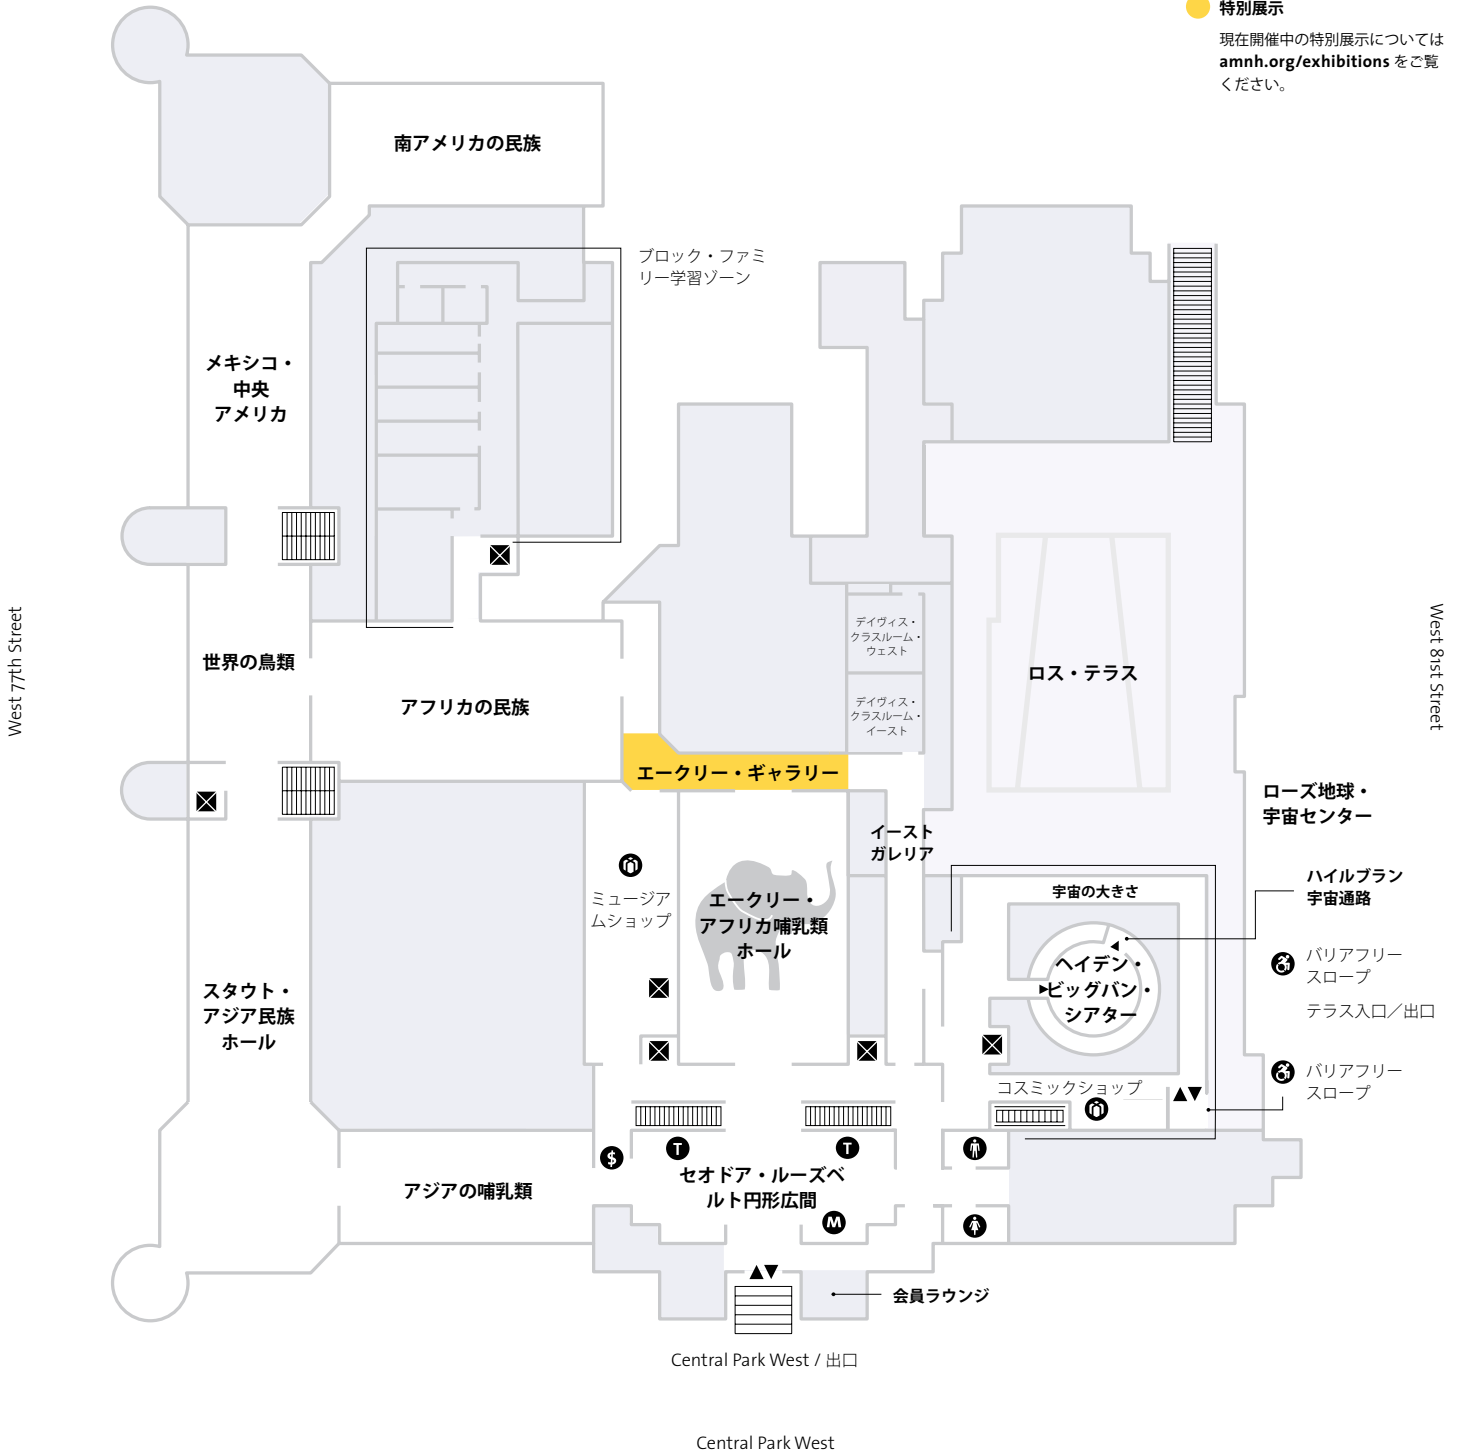 特別展示
現在開催中の特別展示については
amnh.org/exhibitions をご覧
ください。
南アメリカの民族
ブロック・ファミ
リー学習ゾーン
メキシコ・
中央
アメリカ
West 77th Street
West 81st Street
デイヴィス・
クラスルーム・
ウェスト
世界の鳥類
アフリカの民族
ロス・テラス
デイヴィス・
クラスルーム・
イースト
エークリー・ギャラリー
ローズ地球・
宇宙センター
イースト
ガレリア
ミュージア
ムショップ
エークリー・
アフリカ哺乳類
ホール
宇宙の大きさ
ハイルブラン
宇宙通路
バリアフリー
スロープ
テラス入口／出口
ヘイデン・
ビッグバン・
シアター
スタウト・
アジア民族
ホール
コスミックショップ
バリアフリー
スロープ
$
T
T
セオドア・ルーズベ
ルト円形広間
アジアの哺乳類
M
会員ラウンジ
Central Park West / 出口
Central Park West